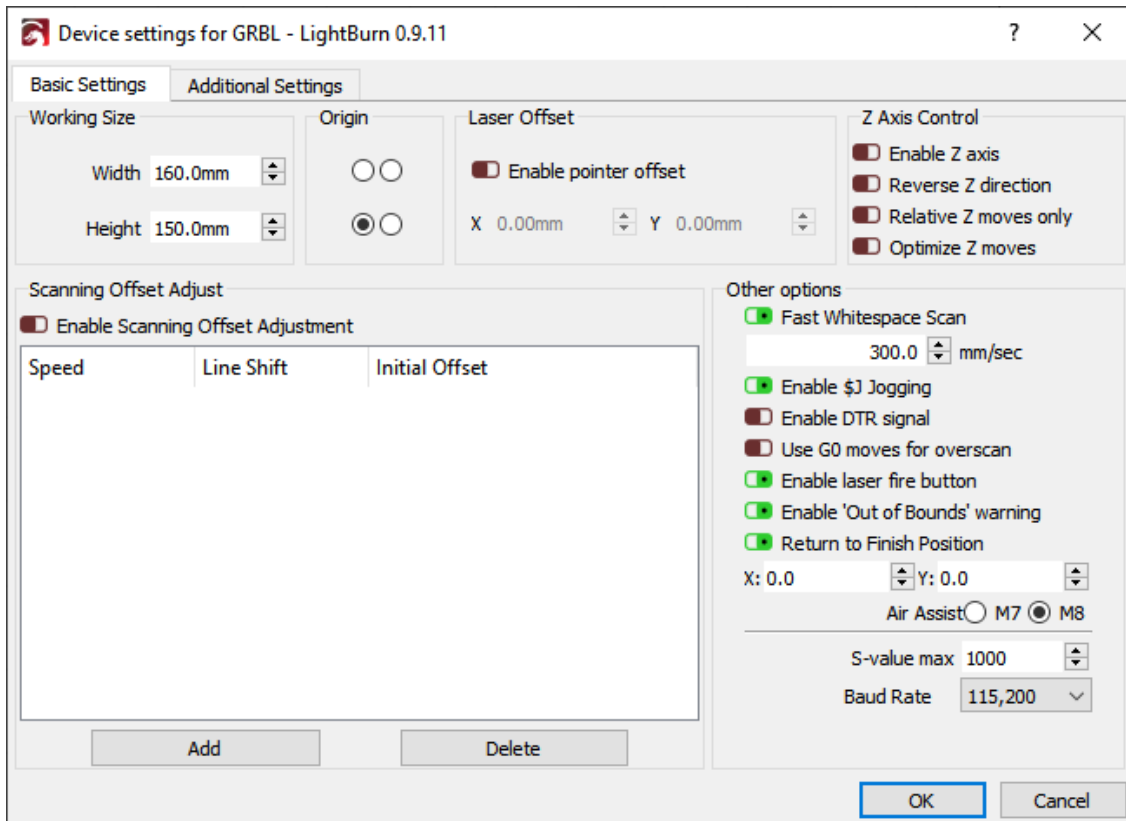 Device settings for GRBL - LightBurn 0.9.11
?
Basic Settings
Additional Settings
Working Size
Width 160.0mm
Height 150.0mm
Origin
Laser Offset
Enable pointer offset
X 0.00mm Y 0.00mm
Z Axis Control
Enable Z axis
Reverse Z direction
Relative Z moves only
Optimize Z moves
Scanning Offset Adjust
Enable Scanning Offset Adjustment
Speed Line Shift Initial Offset
Add Delete
Other options
Fast Whitespace Scan
300.0 mm/sec
Enable $J Jogging
Enable DTR signal
Use G0 moves for overscan
Enable laser fire button
Enable 'Out of Bounds' warning
Return to Finish Position
X: 0.0 Y: 0.0
Air Assist M7 M8
S-value max 1000
Baud Rate 115,200
OK Cancel